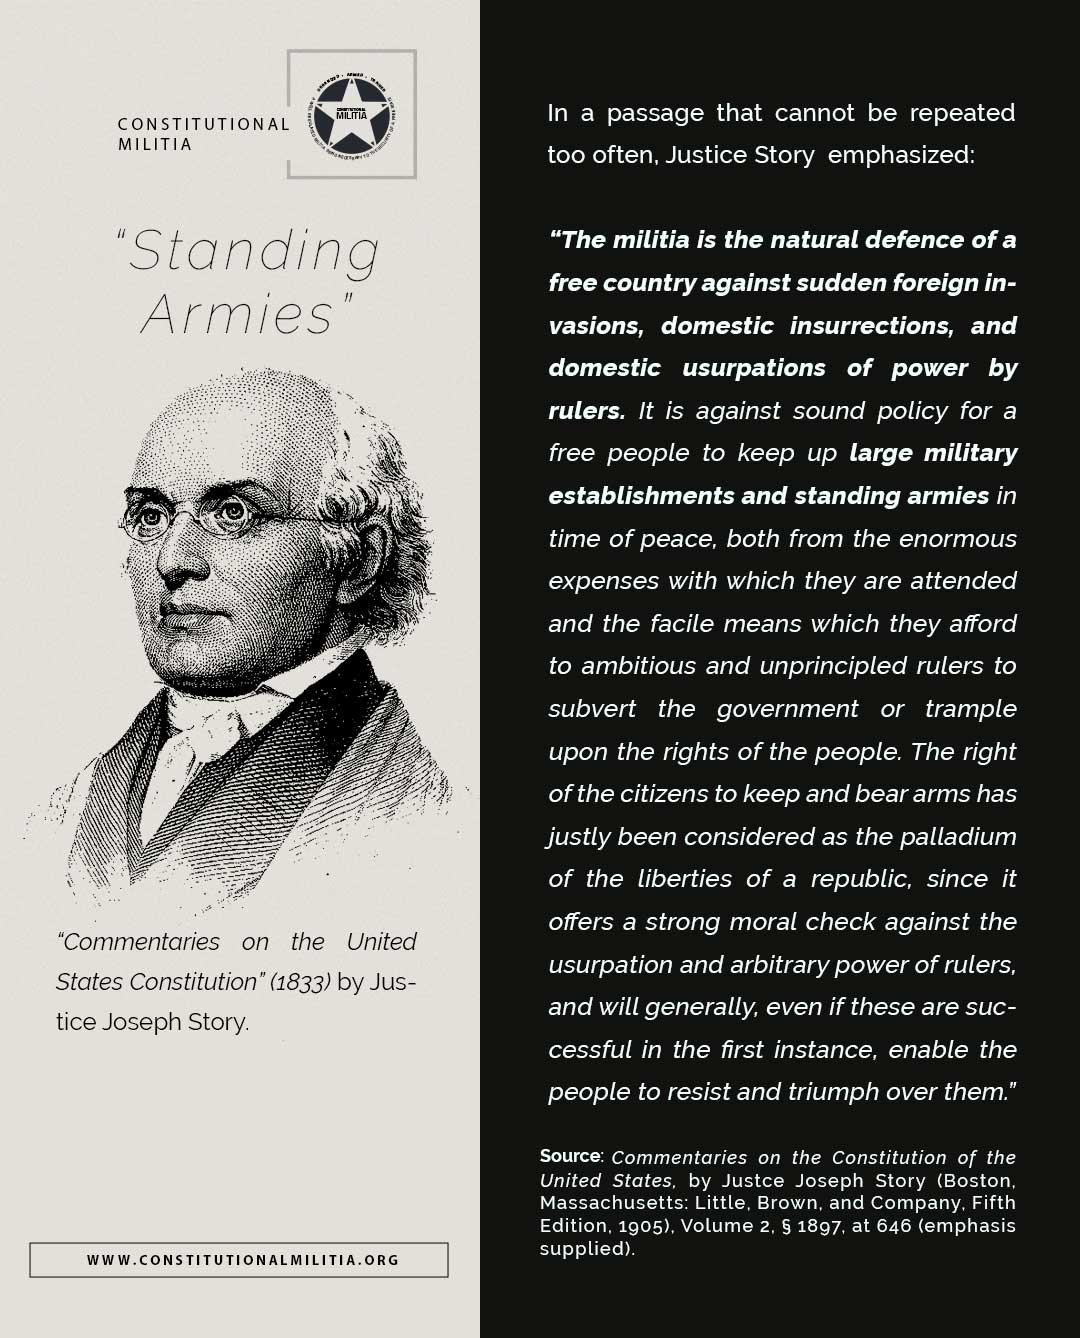 CONSTITUTIONAL
MILITIA
CONSTITUTIONAL
MILITIA
“Standing
Armies”
“Commentaries on the United
States Constitution” (1833) by Jus-
tice Joseph Story.
WWW.CONSTITUTIONALMILITIA.ORG
In a passage that cannot be repeated
too often, Justice Story emphasized:
“The militia is the natural defence of a
free country against sudden foreign in-
vasions, domestic insurrections, and
domestic usurpations of power by
rulers. It is against sound policy for a
free people to keep up large military
establishments and standing armies in
time of peace, both from the enormous
expenses with which they are attended
and the facile means which they afford
to ambitious and unprincipled rulers to
subvert the government or trample
upon the rights of the people. The right
of the citizens to keep and bear arms has
justly been considered as the palladium
of the liberties of a republic, since it
offers a strong moral check against the
usurpation and arbitrary power of rulers,
and will generally, even if these are suc-
cessful in the first instance, enable the
people to resist and triumph over them.”
Source: Commentaries on the Constitution of the
United States, by Justce Joseph Story (Boston,
Massachusetts: Little, Brown, and Company, Fifth
Edition, 1905), Volume 2, § 1897, at 646 (emphasis
supplied).